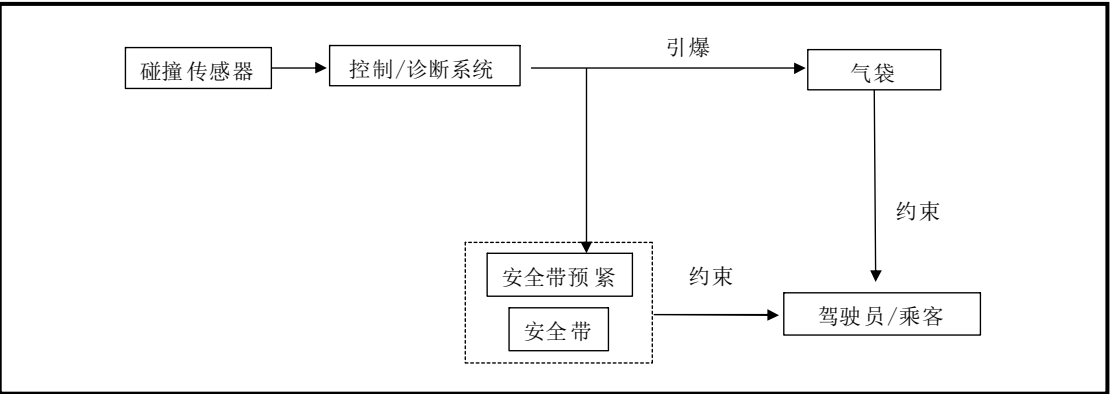 引爆
碰撞传感器
控制/诊断系统
气袋
约束
安全带预紧
约束
安全带
驾驶员/乘客